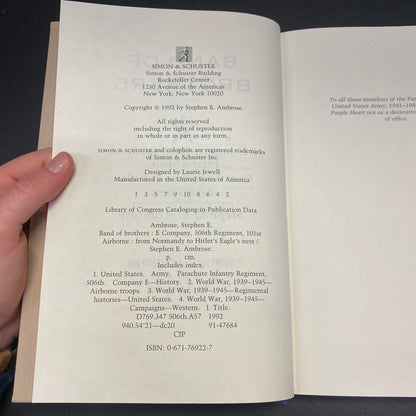 SIMON & SCHUSTER
Simon & Schuster Building
Rockefeller Center
1230 Avenue of the Americas
New York, New York 10020
Copyright © 1992 by Stephen E. Ambrose
All rights reserved
including the right of reproduction
in whole or in part in any form.
SIMON & SCHUSTER and colophon are registered trademarks
of Simon & Schuster Inc.
Designed by Laurie Jewell
Manufactured in the United States of America
1 3 5 7 9 10 8 6 4 2
Library of Congress Cataloging-in-Publication Data
Ambrose, Stephen E.
Band of brothers : E Company, 506th Regiment, 101st
Airborne : from Normandy to Hitler's Eagle's nest /
Stephen E. Ambrose.
p. cm.
Includes index.
1. United States. Army. Parachute Infantry Regiment,
506th. Company E—History. 2. World War, 1939-1945—
Airborne troops. 3. World War, 1939-1945—Regimental
histories—United States. 4. World War, 1939-1945—
Campaigns—Western. I. Title.
D769.347 506th.A57 1992
940.54'21—dc20 91-47684
CIP
ISBN: 0-671-76922-7
To all those members of the Par
United States Army, 1941-194
Purple Heart not as a decoration
of office.